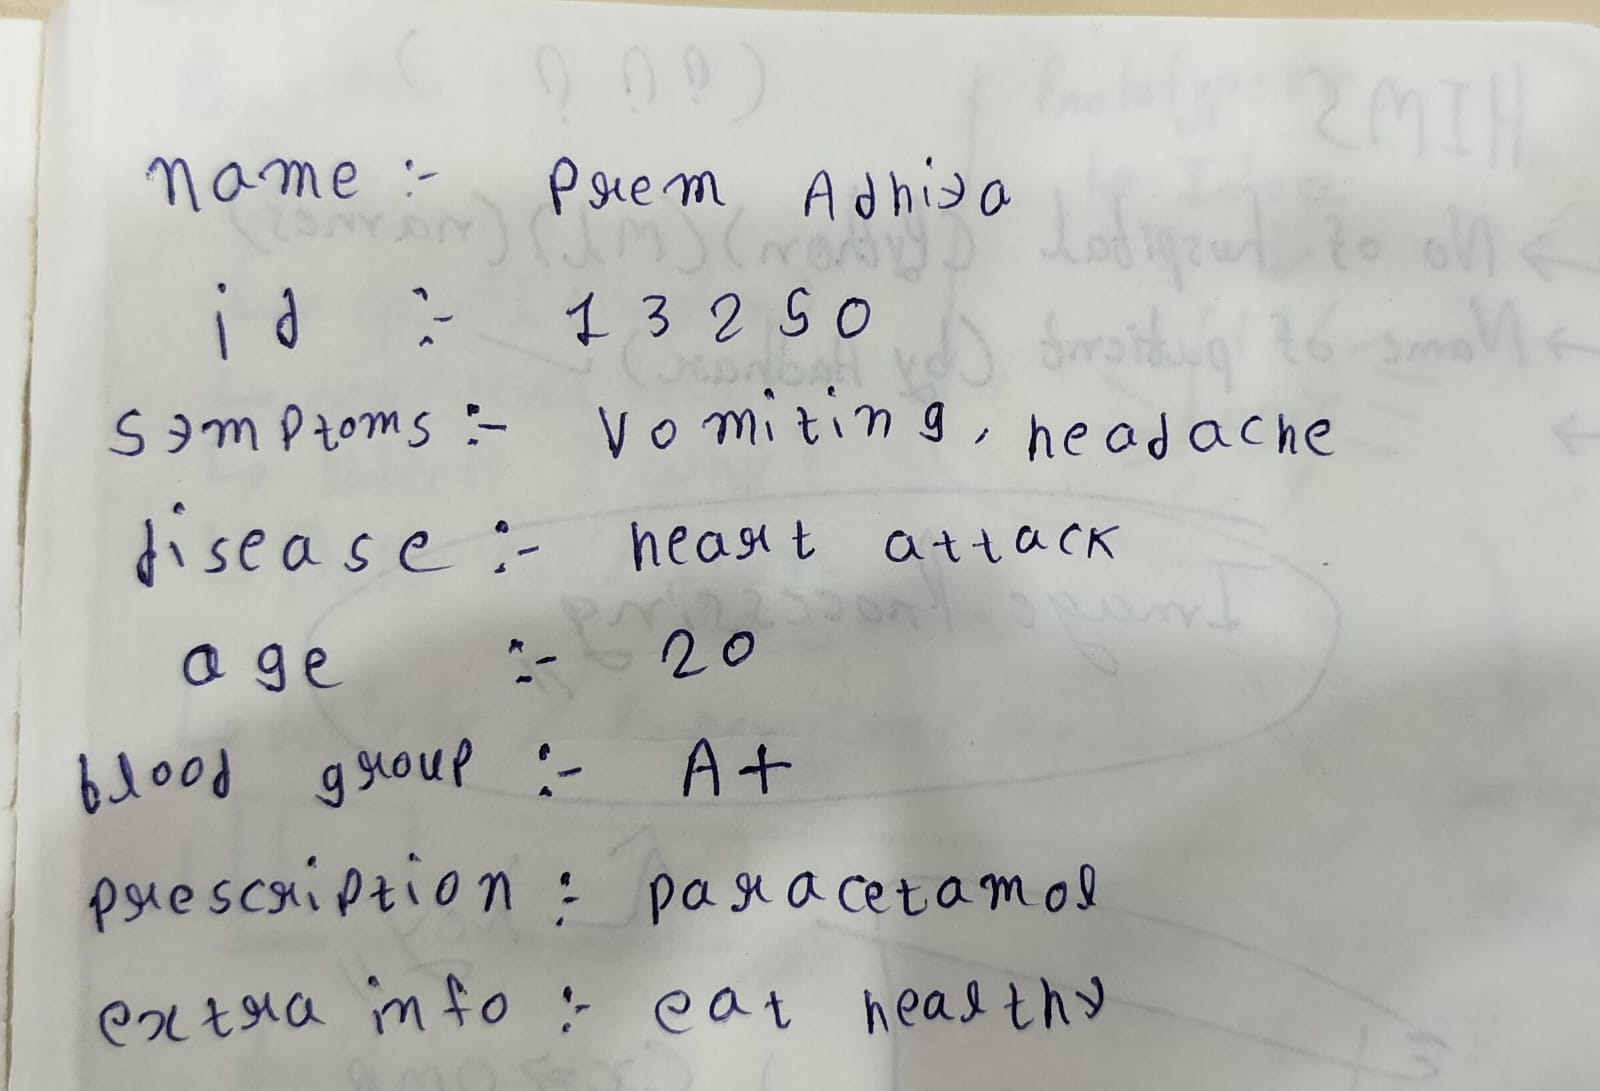 name :- Prem Adhiya
id :- 13250
symptoms :- vomiting, headache
disease :- heart attack
age :- 20
blood group :- A+
prescription :- paracetamol
extra info :- eat healthy